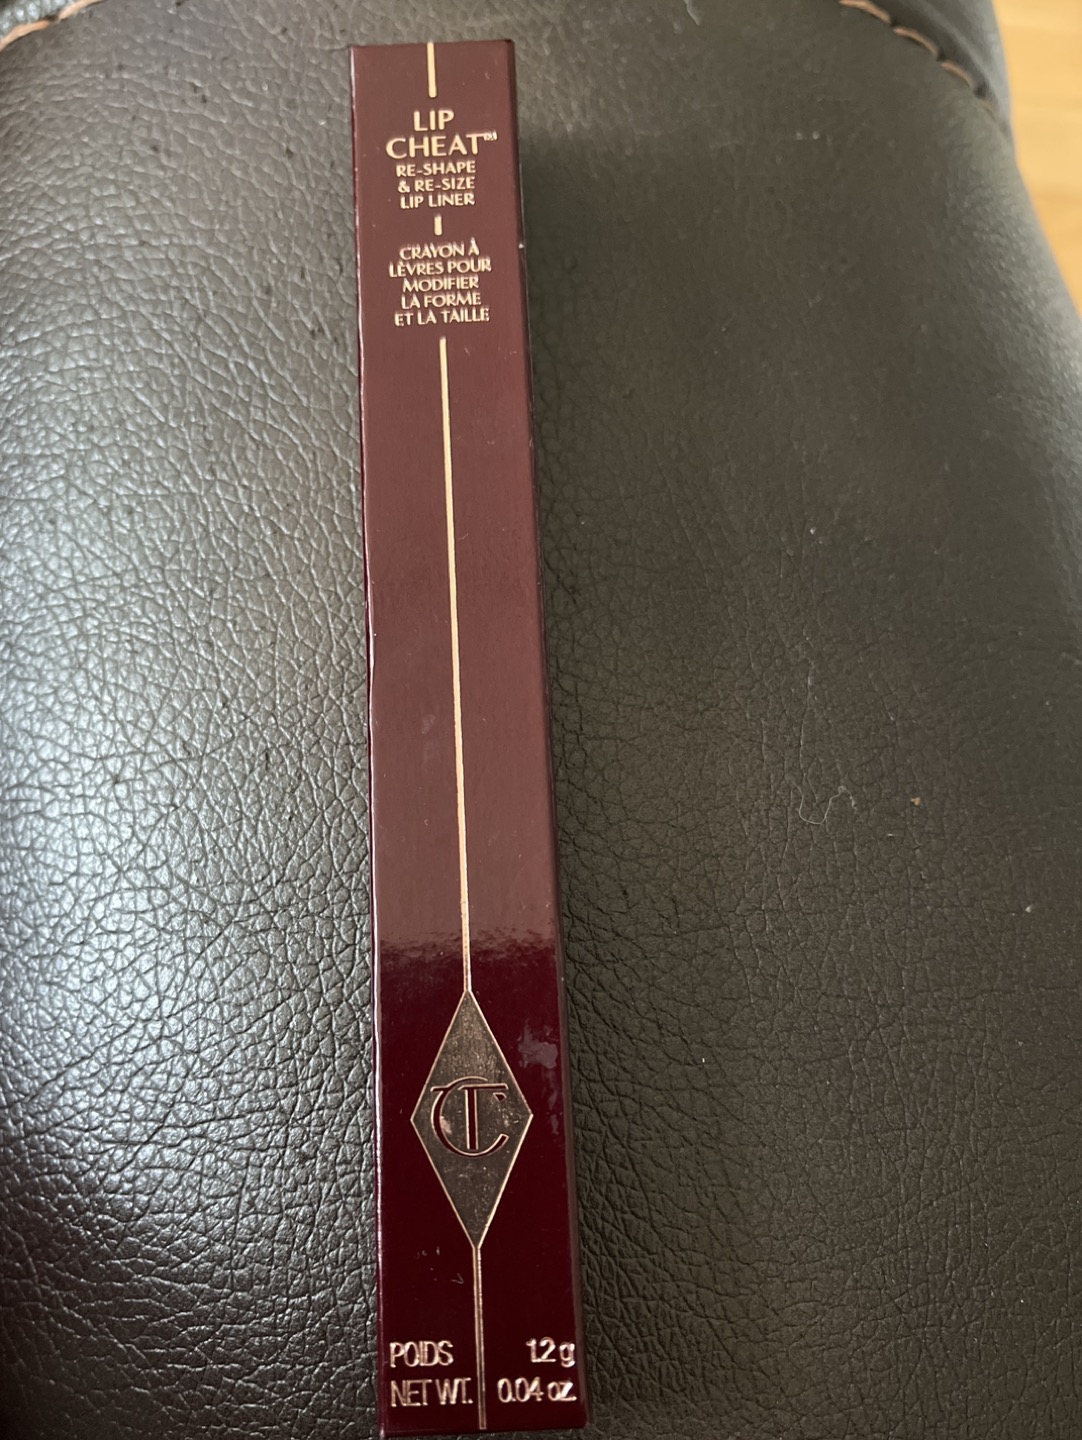 LIP
CHEAT™
RE-SHAPE
& RE-SIZE
LIP LINER
CRAYON À
LÈVRES POUR
MODIFIER
LA FORME
ET LA TAILLE
CT
POIDS 1.2 g
NET WT. 0.04 oz.